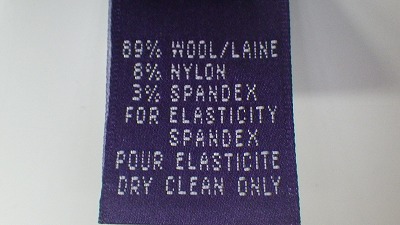 89% WOOL/LAINE
8% NYLON
3% SPANDEX
FOR ELASTICITY
SPANDEX
POUR ELASTICITE
DRY CLEAN ONLY